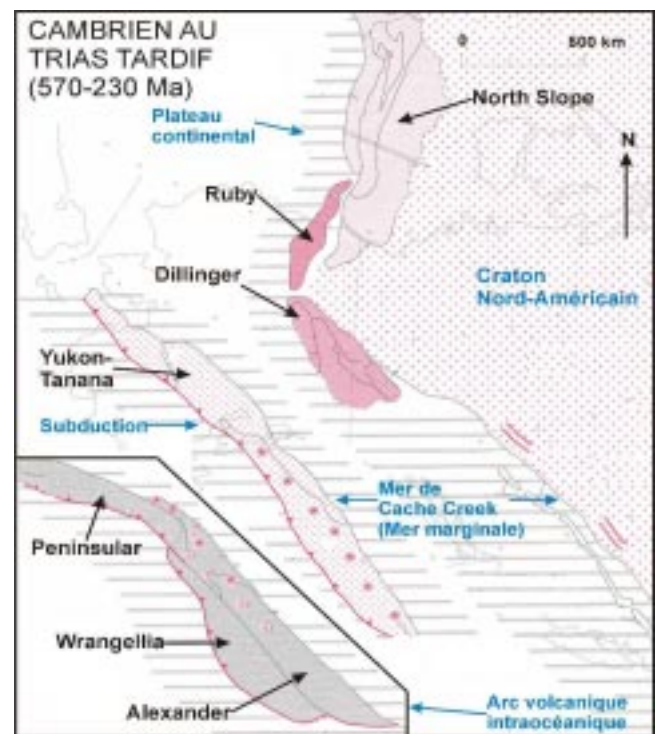 CAMBRIEN AU
TRIAS TARDIF
(570-230 Ma)
0 500 km
North Slope
Plateau
continental
N
Ruby
Dillinger
Craton
Nord-Américain
Yukon-
Tanana
Subduction
Mer de
Cache Creek
(Mer marginale)
Peninsular
Wrangellia
Alexander
Arc volcanique
intraocéanique